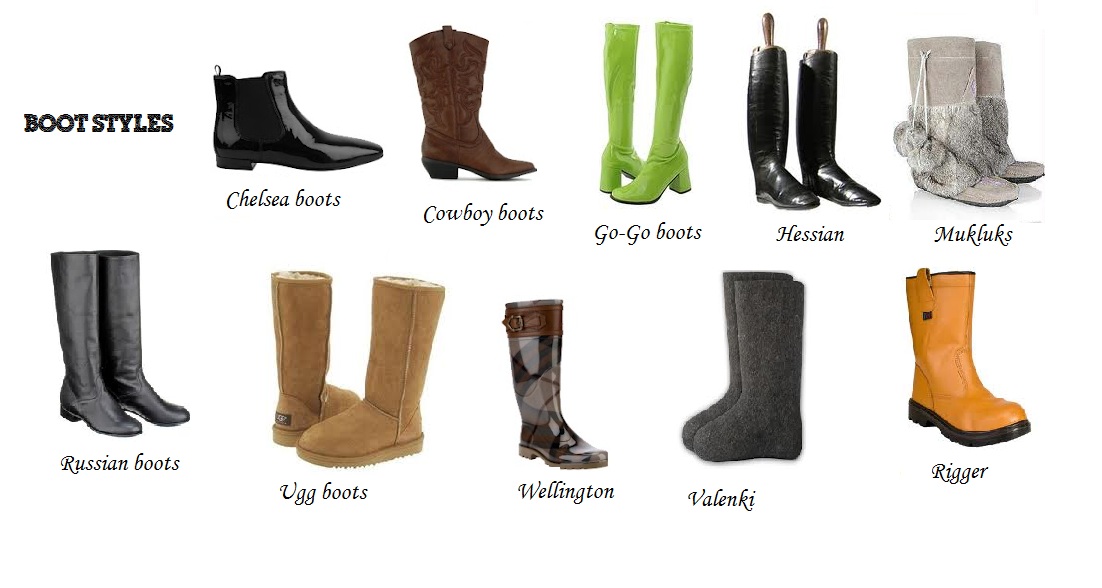 BOOT STYLES
Chelsea boots
Cowboy boots
Go-Go boots
Hessian
Mukluks
Russian boots
Ugg boots
Wellington
Valenki
Rigger